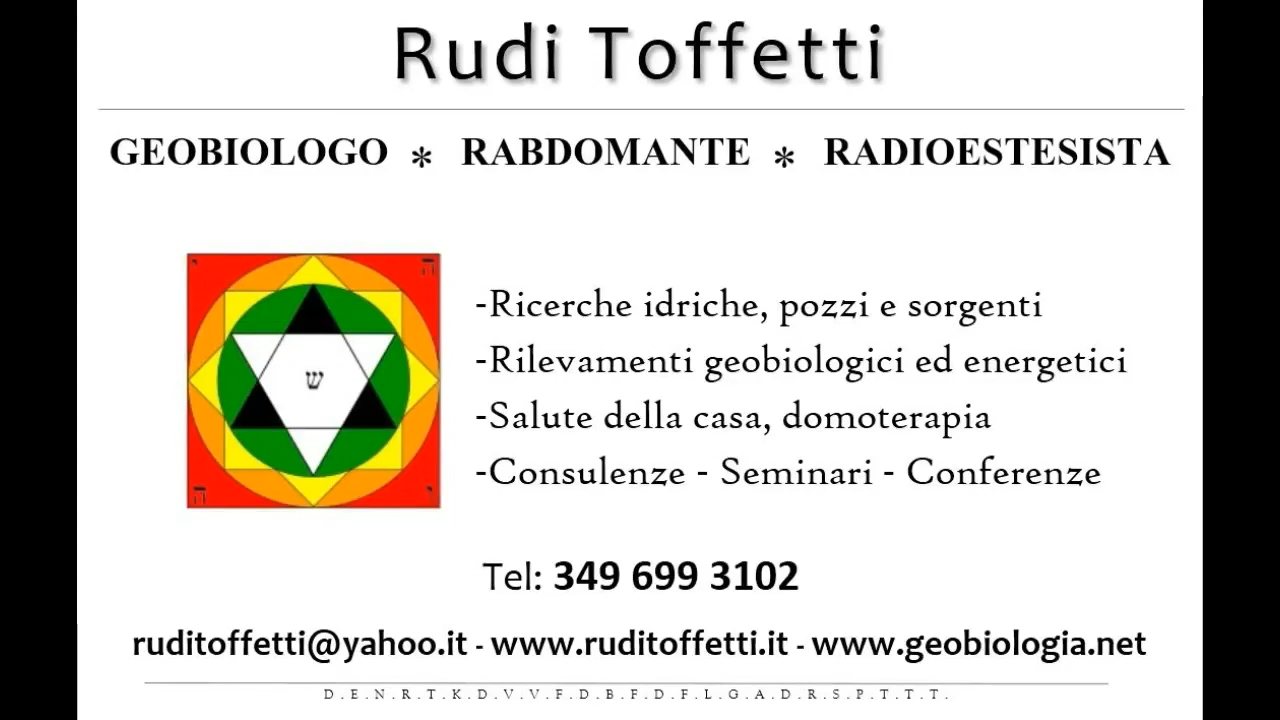 Rudi Toffetti
GEOBIOLOGO * RABDOMANTE * RADIOESTESISTA
י ה
ש
ה ו
-Ricerche idriche, pozzi e sorgenti
-Rilevamenti geobiologici ed energetici
-Salute della casa, domoterapia
-Consulenze - Seminari - Conferenze
Tel: 349 699 3102
ruditoffetti@yahoo.it - www.ruditoffetti.it - www.geobiologia.net
D.E.N.R.T.K.D.V.V.F.D.B.F.D.F.L.G.A.D.R.S.P.T.T.T.